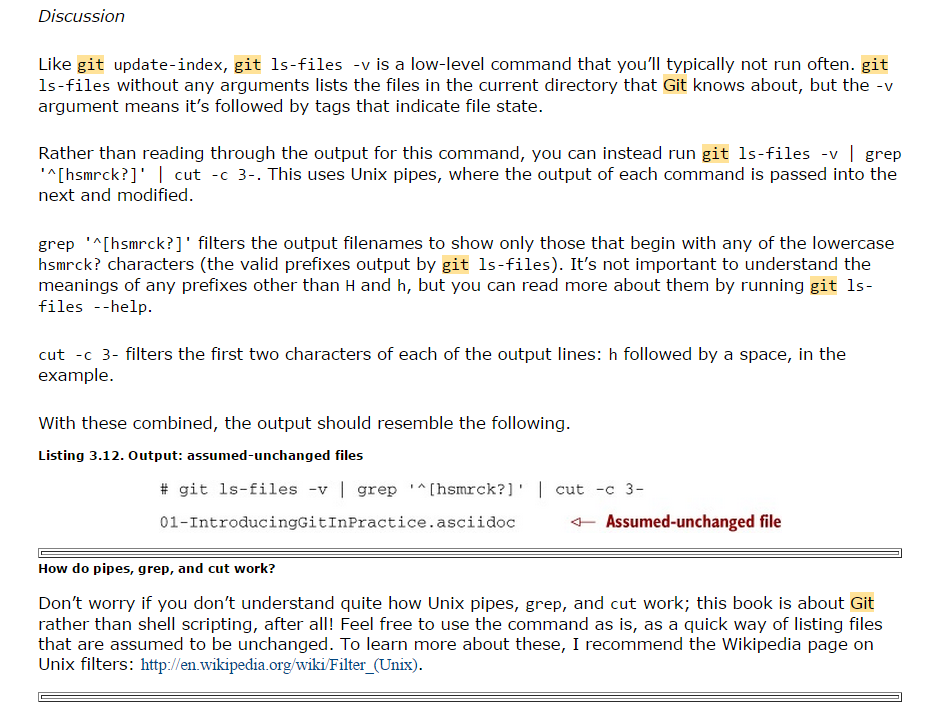 Discussion
Like git update-index, git ls-files -v is a low-level command that you’ll typically not run often. git
ls-files without any arguments lists the files in the current directory that Git knows about, but the -v
argument means it’s followed by tags that indicate file state.
Rather than reading through the output for this command, you can instead run git ls-files -v | grep
'^[hsmrck?]' | cut -c 3-. This uses Unix pipes, where the output of each command is passed into the
next and modified.
grep '^[hsmrck?]' filters the output filenames to show only those that begin with any of the lowercase
hsmrck? characters (the valid prefixes output by git ls-files). It’s not important to understand the
meanings of any prefixes other than H and h, but you can read more about them by running git ls-
files --help.
cut -c 3- filters the first two characters of each of the output lines: h followed by a space, in the
example.
With these combined, the output should resemble the following.
Listing 3.12. Output: assumed-unchanged files
# git ls-files -v | grep '^[hsmrck?]' | cut -c 3-
01-IntroducingGitInPractice.asciidoc Assumed-unchanged file
How do pipes, grep, and cut work?
Don’t worry if you don’t understand quite how Unix pipes, grep, and cut work; this book is about Git
rather than shell scripting, after all! Feel free to use the command as is, as a quick way of listing files
that are assumed to be unchanged. To learn more about these, I recommend the Wikipedia page on
Unix filters: http://en.wikipedia.org/wiki/Filter_(Unix).